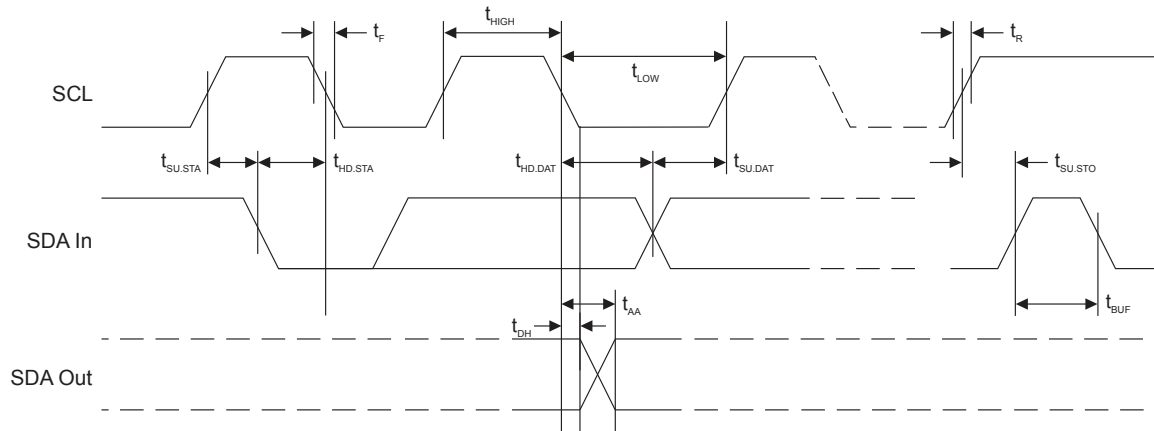 tHIGH
tF
tR
tLOW
SCL
tSU.STA
tHD.STA
tHD.DAT
tSU.DAT
tSU.STO
SDA In
tAA
tBUF
tDH
SDA Out